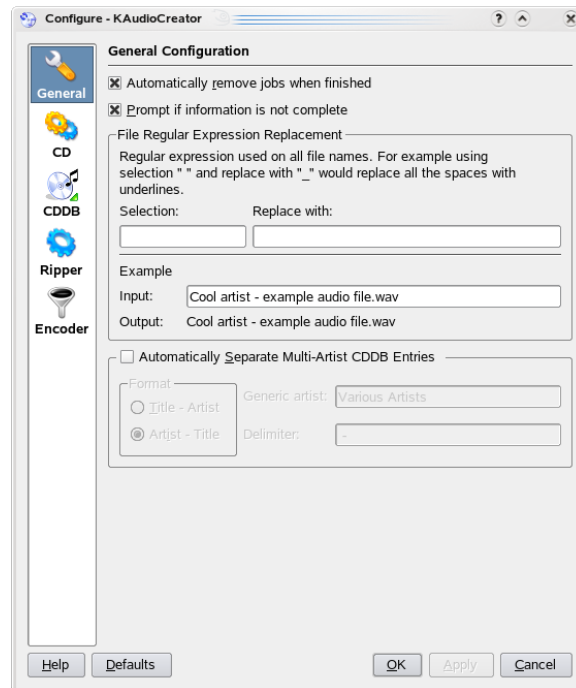 Configure - KAudioCreator
General
CD
CDDB
Ripper
Encoder
General Configuration
Automatically remove jobs when finished
Prompt if information is not complete
File Regular Expression Replacement
Regular expression used on all file names. For example using
selection " " and replace with "_" would replace all the spaces with
underlines.
Selection: Replace with:
Example
Input: Cool artist - example audio file.wav
Output: Cool artist - example audio file.wav
Automatically Separate Multi-Artist CDDB Entries
Format
Title - Artist
Artist - Title
Generic artist: Various Artists
Delimiter: -
Help Defaults OK Apply Cancel